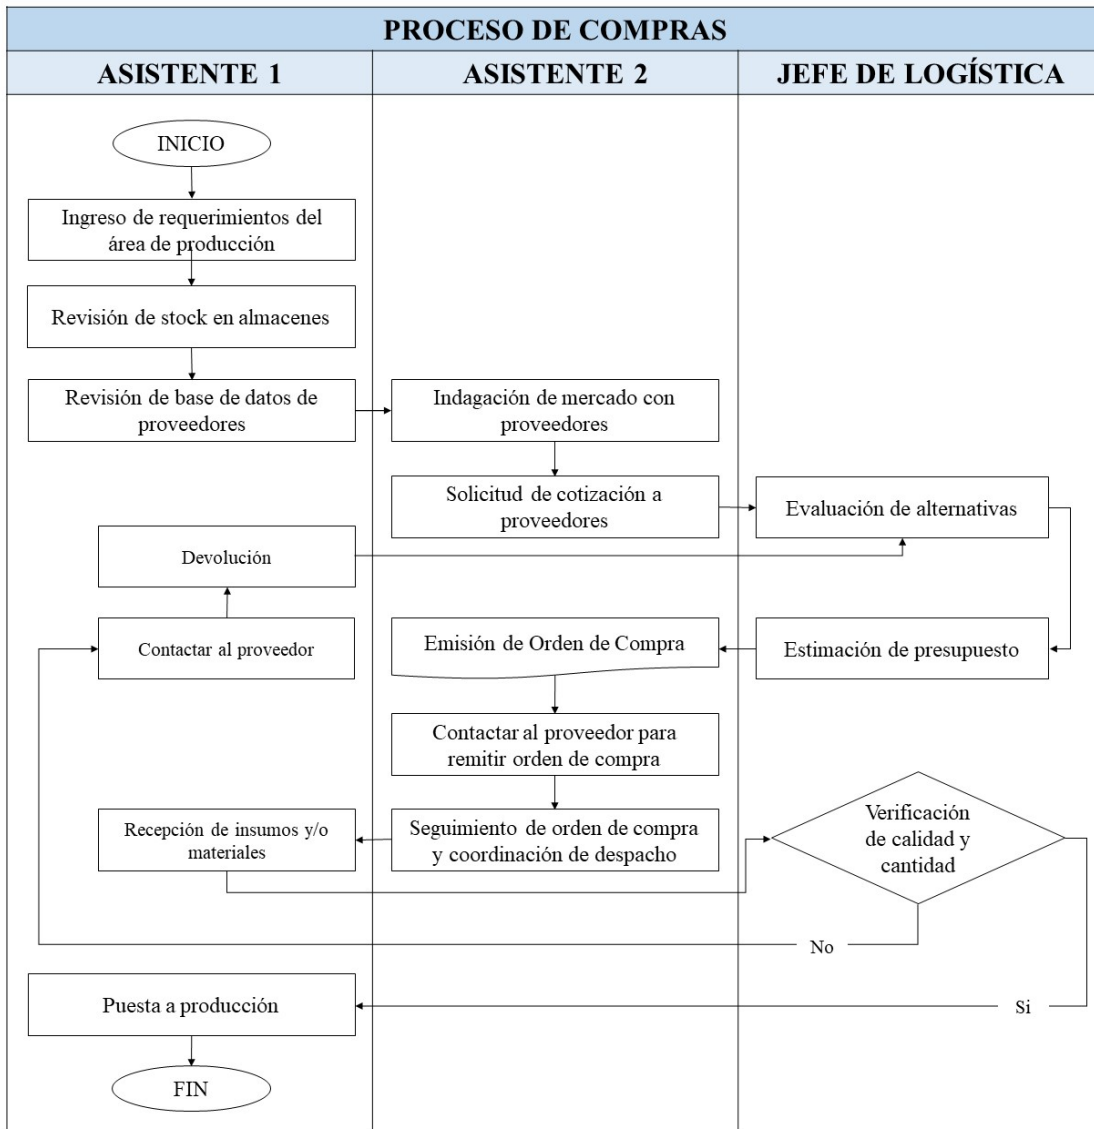 PROCESO DE COMPRAS
ASISTENTE 1
ASISTENTE 2
JEFE DE LOGÍSTICA
INICIO
Ingreso de requerimientos del
área de producción
Revisión de stock en almacenes
Revisión de base de datos de
proveedores
Indagación de mercado con
proveedores
Solicitud de cotización a
proveedores
Evaluación de alternativas
Devolución
Contactar al proveedor
Emisión de Orden de Compra
Estimación de presupuesto
Contactar al proveedor para
remitir orden de compra
Recepción de insumos y/o
materiales
Seguimiento de orden de compra
y coordinación de despacho
Verificación
de calidad y
cantidad
No
Puesta a producción
Si
FIN